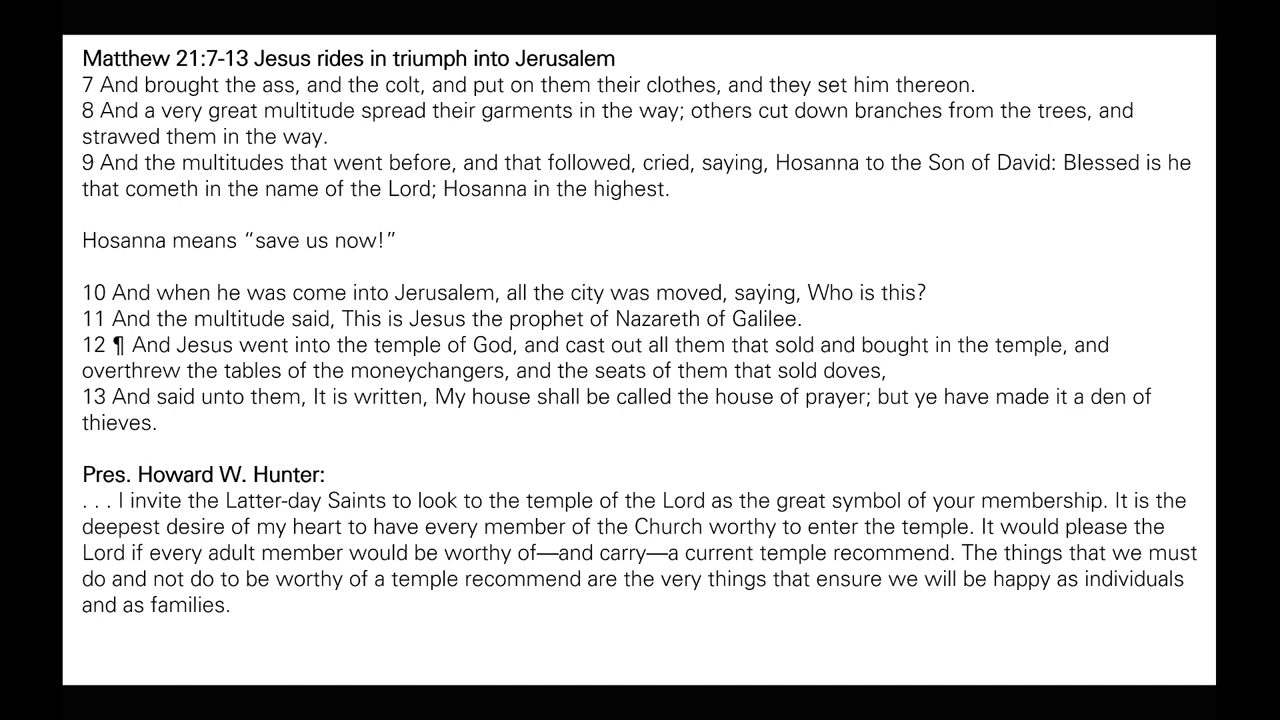 Matthew 21:7-13 Jesus rides in triumph into Jerusalem
7 And brought the ass, and the colt, and put on them their clothes, and they set him thereon.
8 And a very great multitude spread their garments in the way; others cut down branches from the trees, and
strawed them in the way.
9 And the multitudes that went before, and that followed, cried, saying, Hosanna to the Son of David: Blessed is he
that cometh in the name of the Lord; Hosanna in the highest.
Hosanna means “save us now!”
10 And when he was come into Jerusalem, all the city was moved, saying, Who is this?
11 And the multitude said, This is Jesus the prophet of Nazareth of Galilee.
12 ¶ And Jesus went into the temple of God, and cast out all them that sold and bought in the temple, and
overthrew the tables of the moneychangers, and the seats of them that sold doves,
13 And said unto them, It is written, My house shall be called the house of prayer; but ye have made it a den of
thieves.
Pres. Howard W. Hunter:
. . . I invite the Latter-day Saints to look to the temple of the Lord as the great symbol of your membership. It is the
deepest desire of my heart to have every member of the Church worthy to enter the temple. It would please the
Lord if every adult member would be worthy of—and carry—a current temple recommend. The things that we must
do and not do to be worthy of a temple recommend are the very things that ensure we will be happy as individuals
and as families.